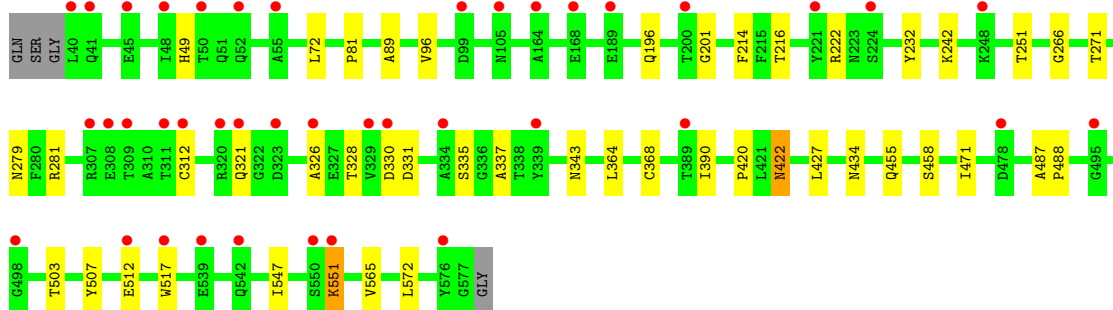 GLN SER GLY L40 Q41 E45 I48 H49 T50 Q51 Q52 A55 L72 P81 A89 V96 D99 N105 A164 E168 E189 Q196 T200 G201 F214 F215 T216 Y221 R222 N223 S224 Y232 K242 K248 T251 G266 T271
N279 F280 R281 R307 E308 T309 A310 T311 C312 R320 Q321 G322 D323 A326 E327 T328 V329 D330 D331 A334 S335 G336 A337 T338 Y339 N343 L364 C368 T389 I390 P420 L421 N422 L427 N434 Q455 S458 I471 D478 A487 P488 G495
G498 T503 Y507 E512 W517 E539 Q542 I547 S550 K551 V565 L572 Y576 G577 GLY